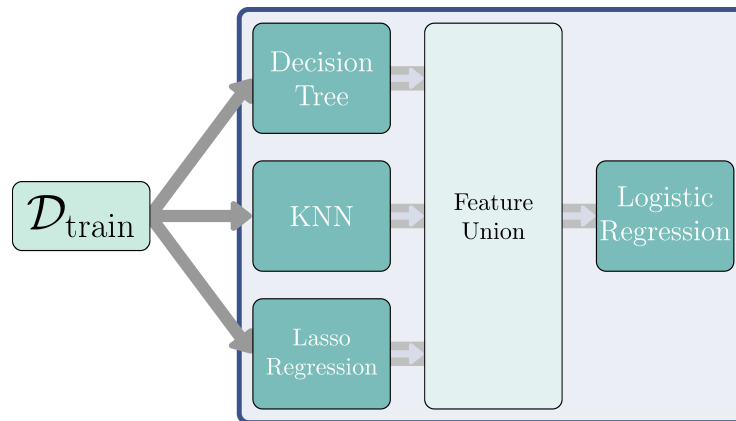 𝒟train
Decision
Tree
KNN
Lasso
Regression
Feature
Union
Logistic
Regression